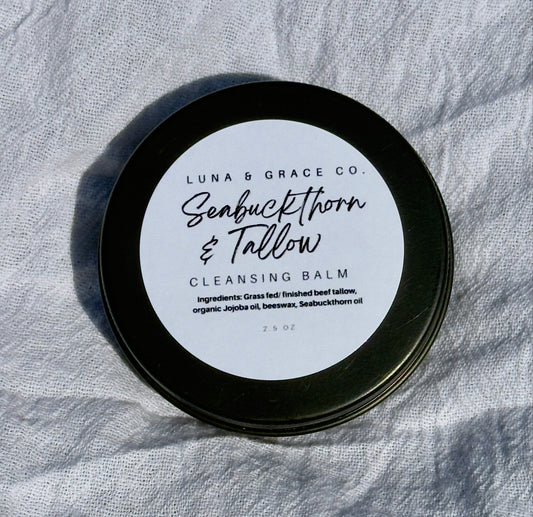 LUNA & GRACE CO.
Seabuckthorn
& Tallow
CLEANSING BALM
Ingredients: Grass fed/ finished beef tallow,
organic Jojoba oil, beeswax, Seabuckthorn oil
2.5 OZ